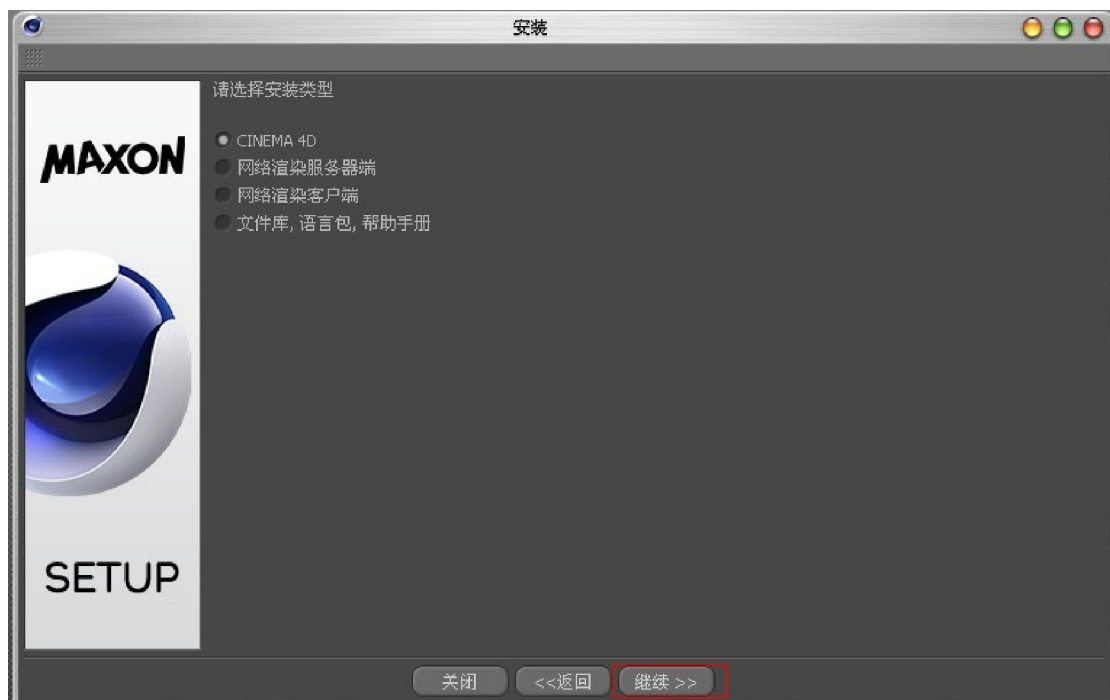 安装
请选择安装类型
MAXON
CINEMA 4D
网络渲染服务器端
网络渲染客户端
文件库, 语言包, 帮助手册
SETUP
关闭
<<返回
继续 >>